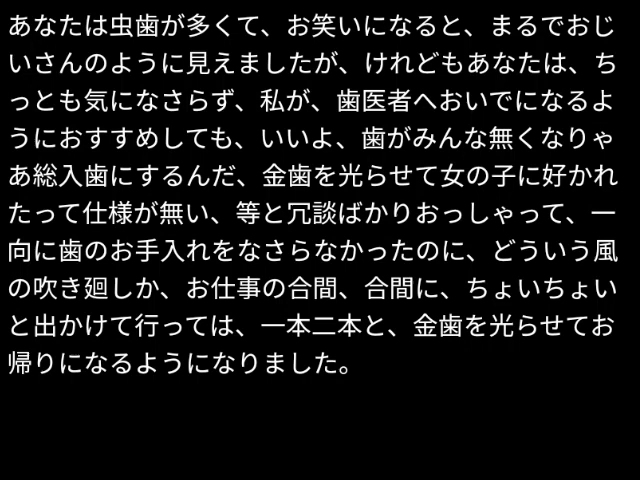 あなたは虫歯が多くて、お笑いになると、まるでおじ
いさんのように見えましたが、けれどもあなたは、ち
っとも気になさらず、私が、歯医者へおいでになるよ
うにおすすめしても、いいよ、歯がみんな無くなりゃ
あ総入歯にするんだ、金歯を光らせて女の子に好かれ
たって仕様が無い、等と冗談ばかりおっしゃって、一
向に歯のお手入れをなさらなかったのに、どういう風
の吹き廻しか、お仕事の合間、合間に、ちょいちょい
と出かけて行っては、一本二本と、金歯を光らせてお
帰りになるようになりました。